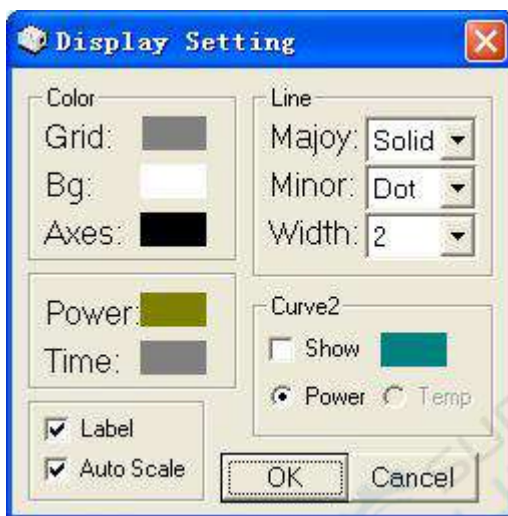 Display Setting
Color
Grid:
Bg:
Axes:
Power:
Time:
Label
Auto Scale
Line
Majoy: Solid
Minor: Dot
Width: 2
Curve2
Show
Power Temp
OK Cancel